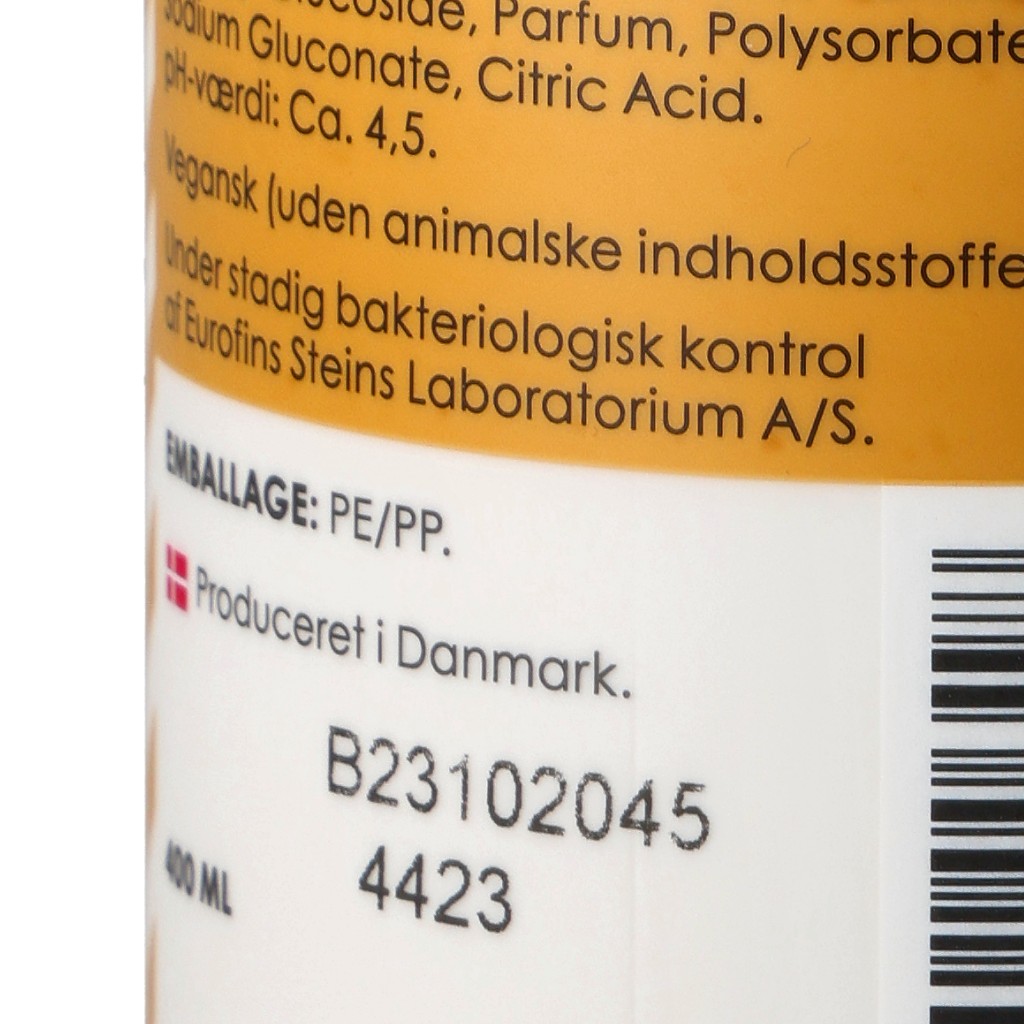 Parfum, Polysorbate
Sodium Gluconate, Citric Acid.
pH-værdi: Ca. 4,5.
Vegansk (uden animalske indholdsstoffe
Under stadig bakteriologisk kontrol
af Eurofins Steins Laboratorium A/S.
EMBALLAGE: PE/PP.
Produceret i Danmark.
B23102045
4423
400 ML